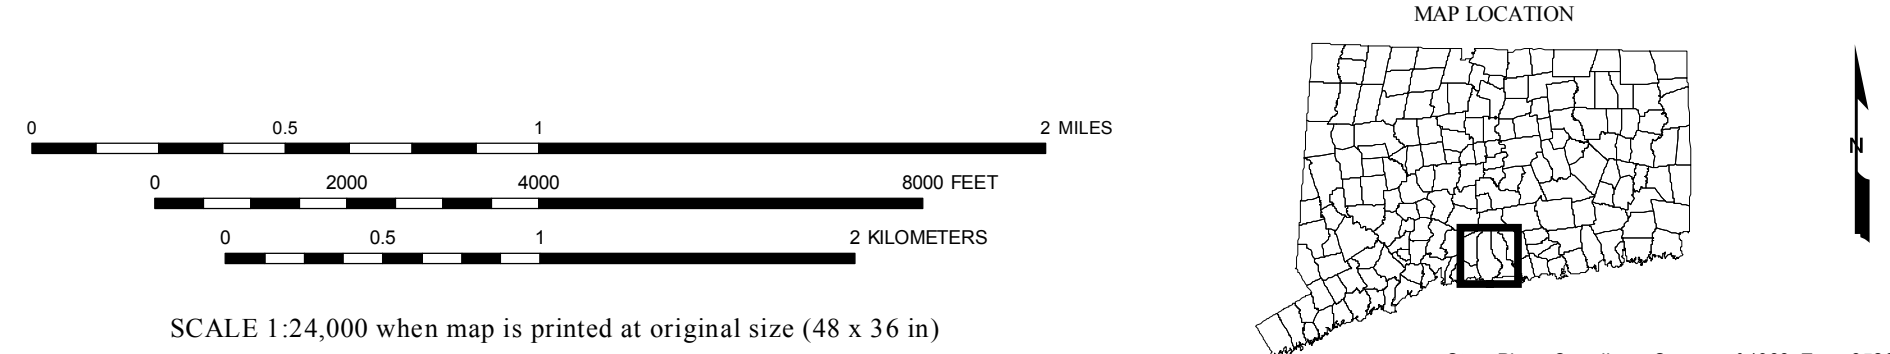 MAP LOCATION
0 0.5 1 2 MILES
0 2000 4000 8000 FEET
0 0.5 1 2 KILOMETERS
N
SCALE 1:24,000 when map is printed at original size (48 x 36 in)